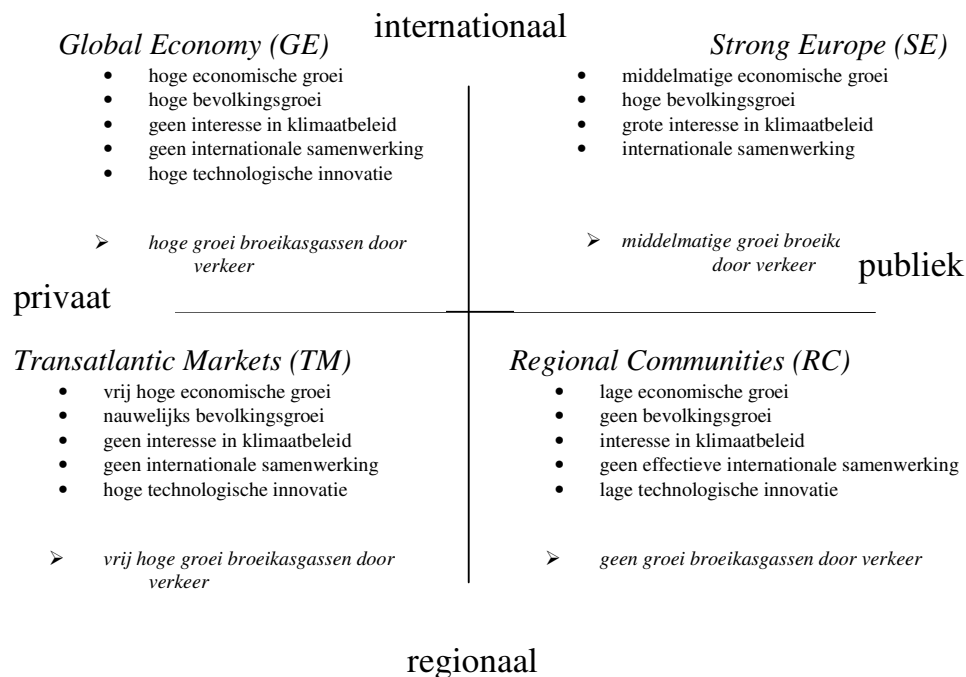 internationaal
Global Economy (GE)
• hoge economische groei
• hoge bevolkingsgroei
• geen interesse in klimaatbeleid
• geen internationale samenwerking
• hoge technologische innovatie
➢ hoge groei broeikasgassen door
verkeer
Strong Europe (SE)
• middelmatige economische groei
• hoge bevolkingsgroei
• grote interesse in klimaatbeleid
• internationale samenwerking
➢ middelmatige groei
door verkeer
publiek
privaat
Transatlantic Markets (TM)
• vrij hoge economische groei
• nauwelijks bevolkingsgroei
• geen interesse in klimaatbeleid
• geen internationale samenwerking
• hoge technologische innovatie
➢ vrij hoge groei broeikasgassen door
verkeer
Regional Communities (RC)
• lage economische groei
• geen bevolkingsgroei
• interesse in klimaatbeleid
• geen effectieve internationale samenwerking
• lage technologische innovatie
➢ geen groei broeikasgassen door verkeer
regionaal